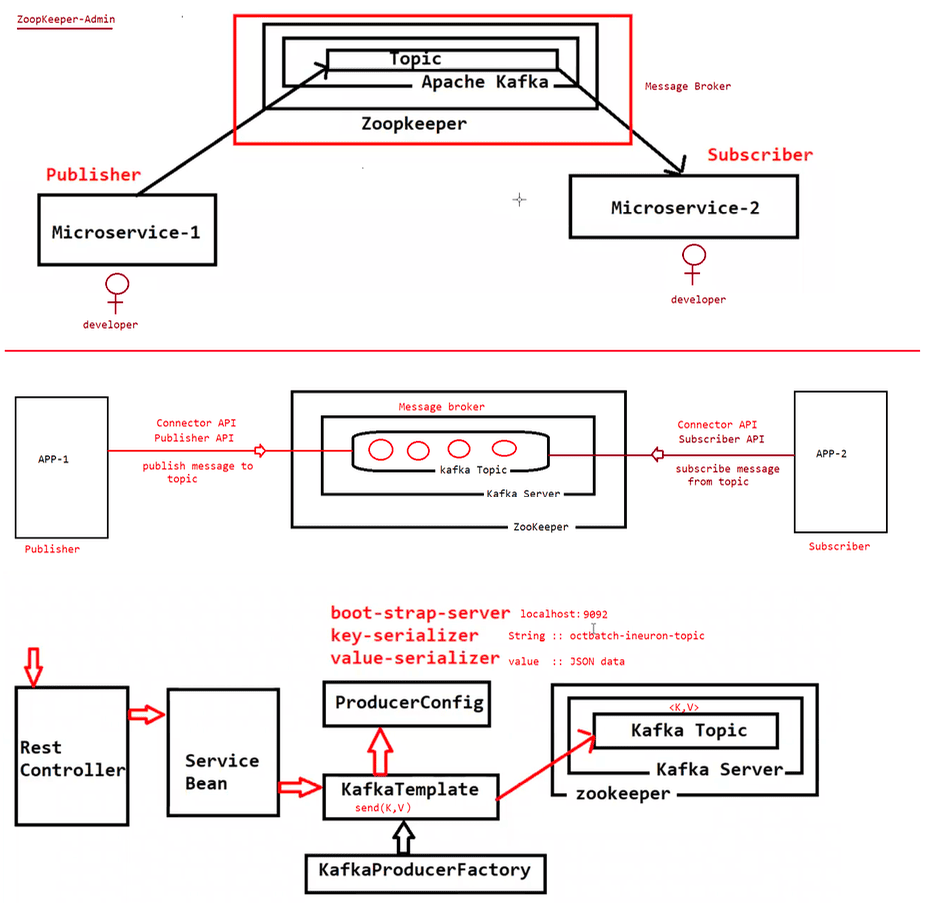 ZoopKeeper-Admin
Topic
Apache Kafka
Zoopkeeper
Message Broker
Publisher
Subscriber
Microservice-1
Microservice-2
developer
developer
Message broker
Connector API
Publisher API
publish message to
topic
APP-1
kafka Topic
Kafka Server
ZooKeeper
Connector API
Subscriber API
subscribe message
from topic
APP-2
Publisher
Subscriber
boot-strap-server localhost:9092
key-serializer String :: octbatch-ineuron-topic
value-serializer value :: JSON data
Rest
Controller
Service
Bean
ProducerConfig
KafkaTemplate
send(K,V)
KafkaProducerFactory
<K,V>
Kafka Topic
Kafka Server
zookeeper